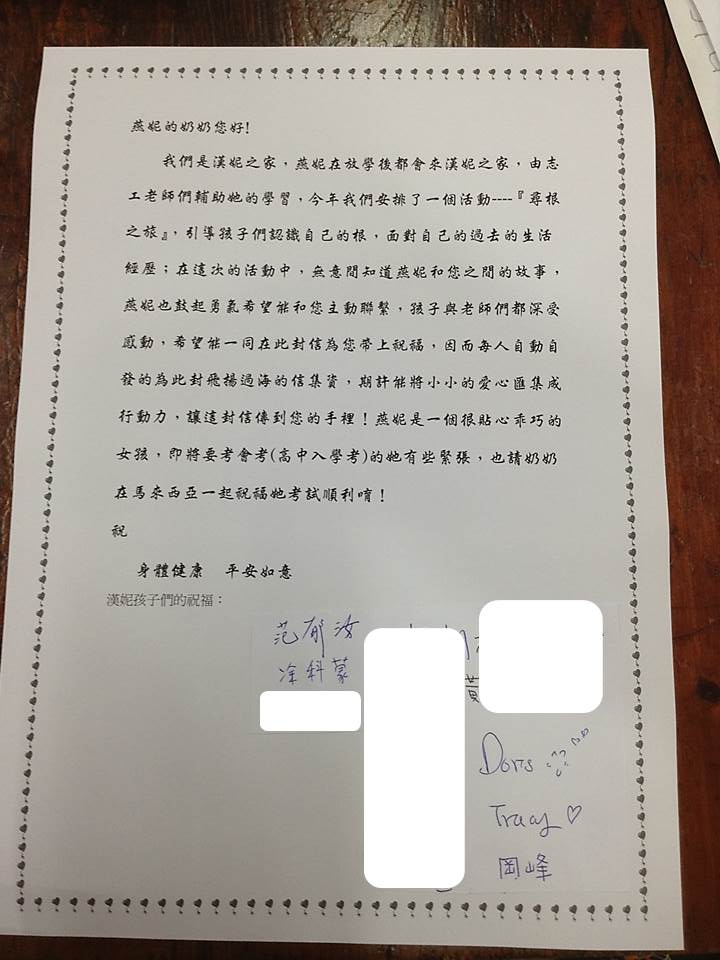 燕妮的奶奶您好!
我們是漢妮之家，燕妮在放學後都會來漢妮之家，由志
工老師們輔助她的學習，今年我們安排了一個活動----『尋根
之旅』，引導孩子們認識自己的根，面對自己的過去的生活
經歷；在這次的活動中，無意間知道燕妮和您之間的故事，
燕妮也鼓起勇氣希望能和您主動聯繫，孩子與老師們都深受
感動，希望能一同在此封信為您帶上祝福，因而每人自動自
發的為此封飛揚過海的信集資，期許能將小小的愛心匯集成
行動力，讓這封信傳到您的手裡！燕妮是一個很貼心乖巧的
女孩，即將要考會考(高中入學考)的她有些緊張，也請奶奶
在馬來西亞一起祝福她考試順利唷！
祝
身體健康　平安如意
漢妮孩子們的祝福：
范郁汝
凃科蒙
黃
Doris
Tracy
岡峰